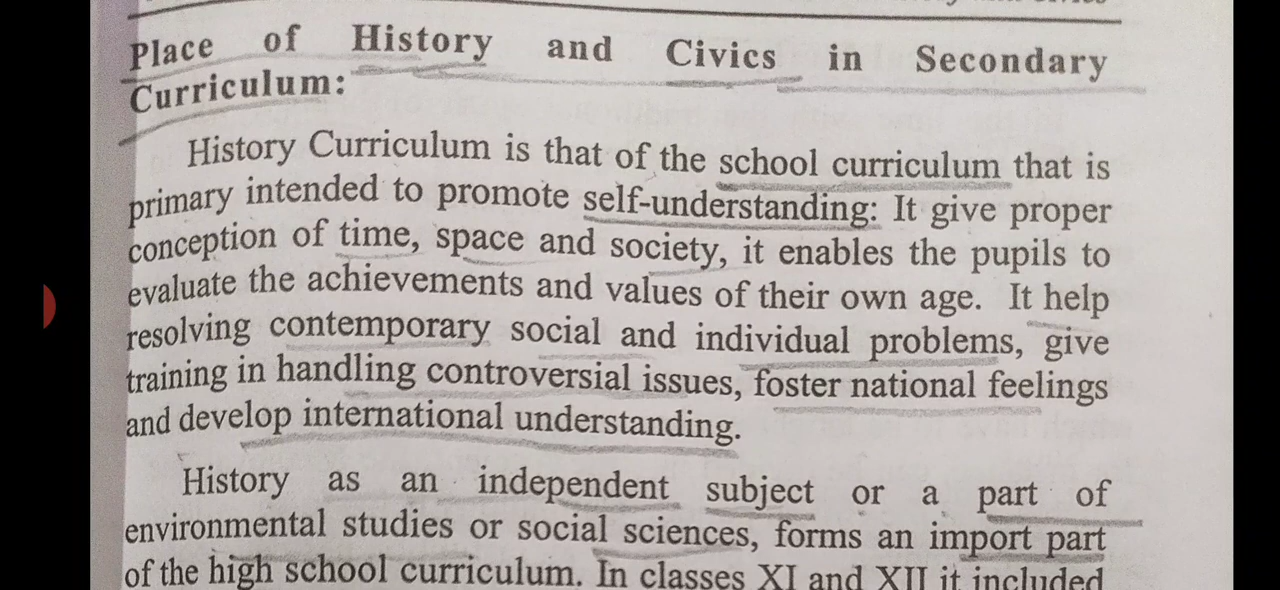 Place of History and Civics in Secondary
Curriculum:
History Curriculum is that of the school curriculum that is
primary intended to promote self-understanding: It give proper
conception of time, space and society, it enables the pupils to
evaluate the achievements and values of their own age. It help
resolving contemporary social and individual problems, give
training in handling controversial issues, foster national feelings
and develop international understanding.
History as an independent subject or a part of
environmental studies or social sciences, forms an import part
of the high school curriculum. In classes XI and XII it included